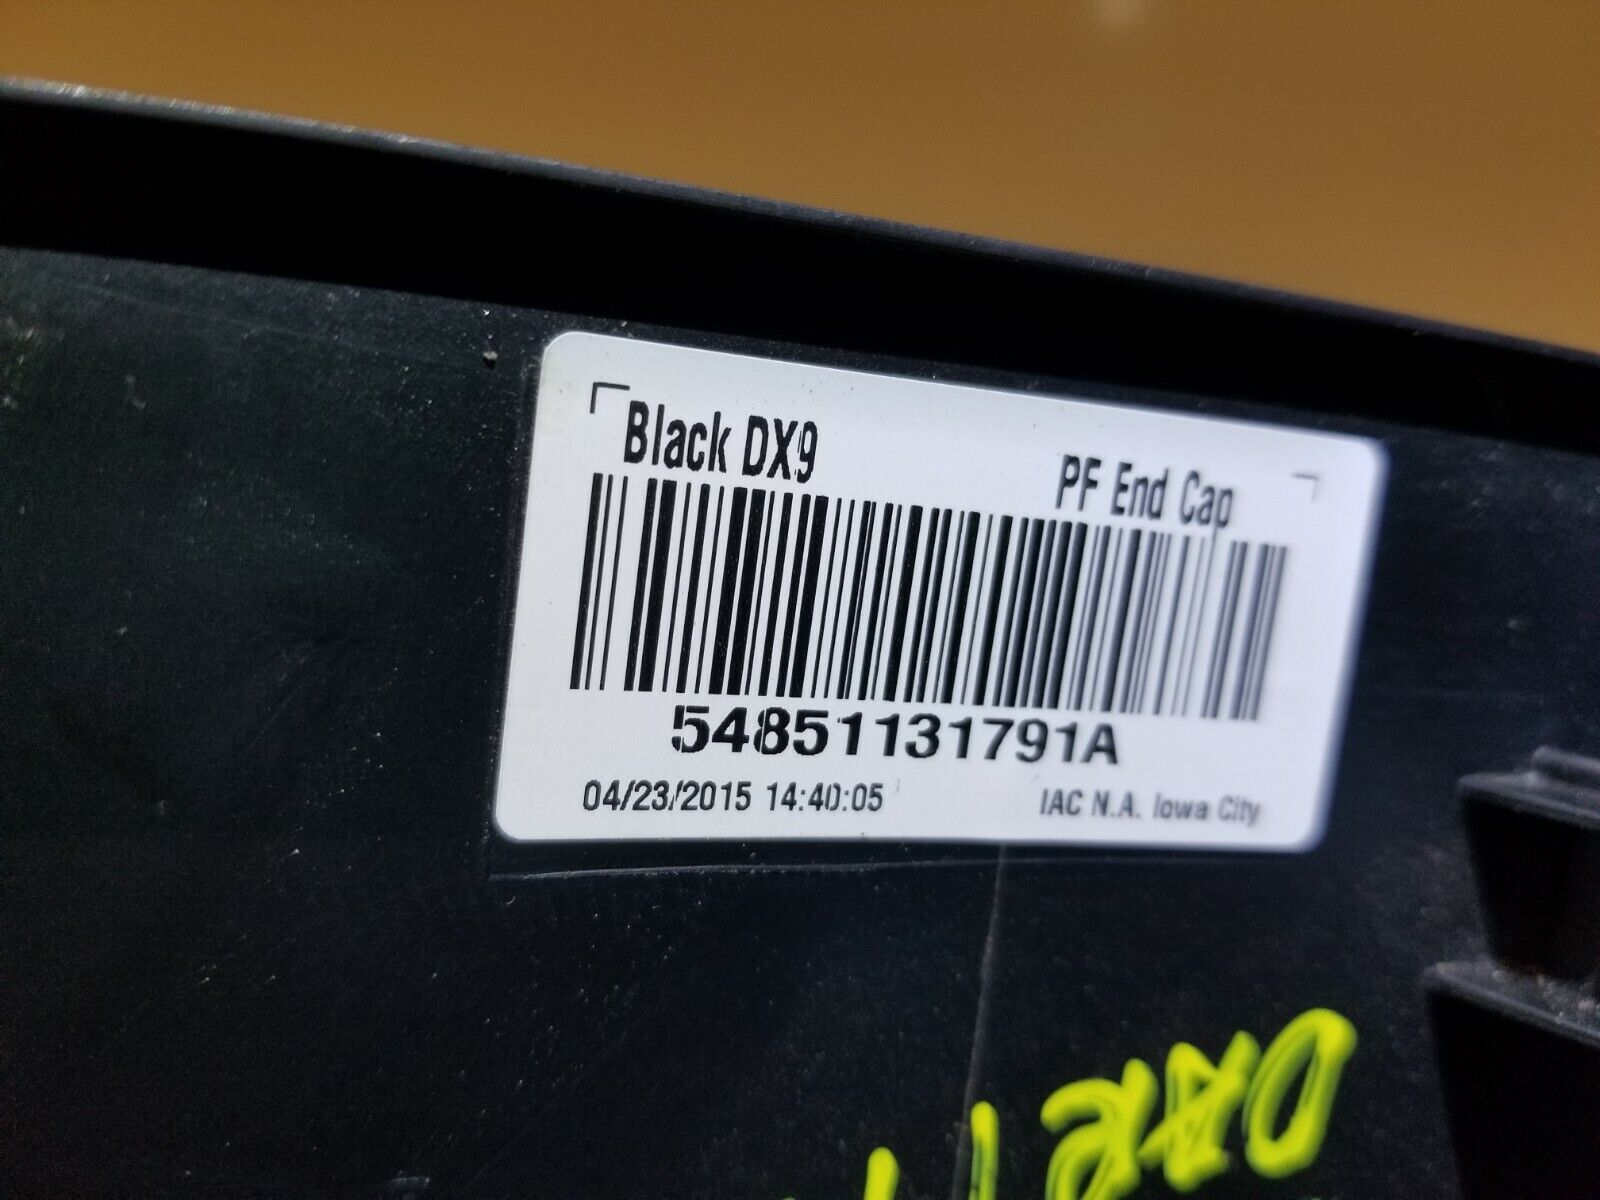 Black DX9
PF End Cap
54851131791A
04/23/2015 14:40:05
IAC N.A. Iowa City